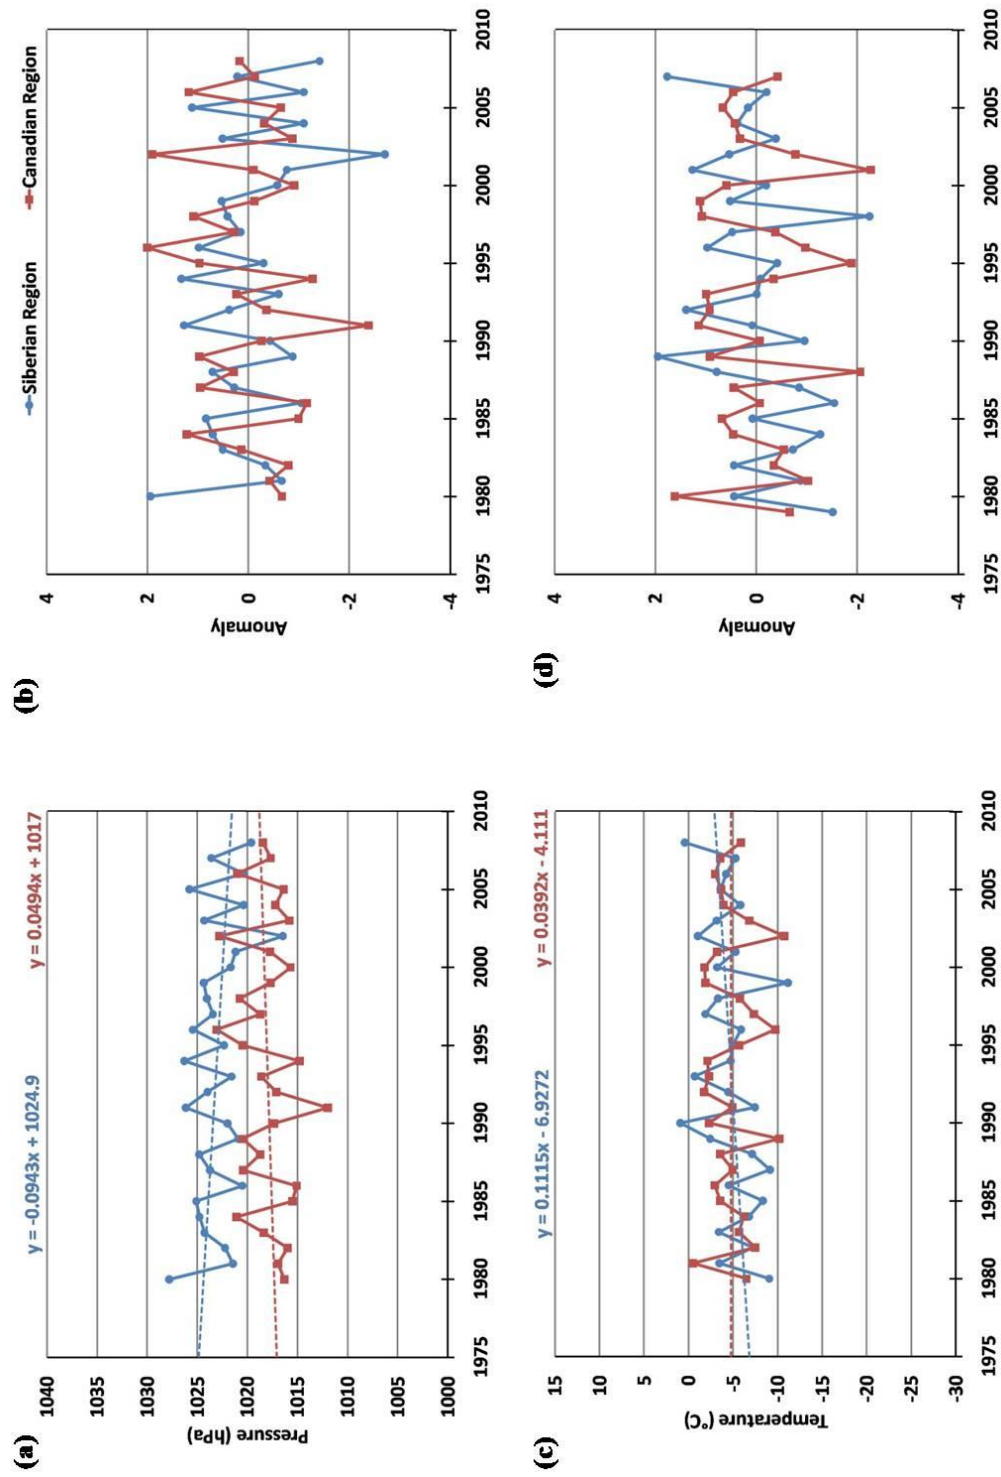 (a)
y = -0.0943x + 1024.9
y = 0.0494x + 1017
Pressure (hPa)
1040
1035
1030
1025
1020
1015
1010
1005
1000
1975 1980 1985 1990 1995 2000 2005 2010
(b)
Siberian Region
Canadian Region
Anomaly
4
2
0
-2
-4
1975 1980 1985 1990 1995 2000 2005 2010
(c)
y = 0.1115x - 6.9272
y = 0.0392x - 4.111
Temperature (°C)
15
10
5
0
-5
-10
-15
-20
-25
-30
1975 1980 1985 1990 1995 2000 2005 2010
(d)
Anomaly
4
2
0
-2
-4
1975 1980 1985 1990 1995 2000 2005 2010